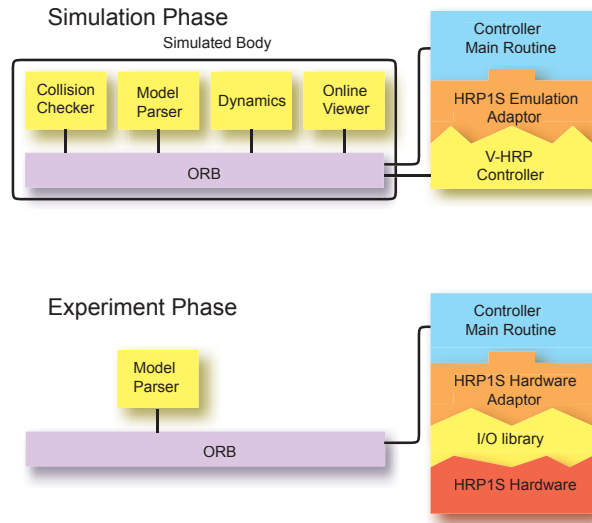 Simulation Phase
Simulated Body
Collision
Checker
Model
Parser
Dynamics
Online
Viewer
ORB
Controller
Main Routine
HRP1S Emulation
Adaptor
V-HRP
Controller
Experiment Phase
Model
Parser
ORB
Controller
Main Routine
HRP1S Hardware
Adaptor
I/O library
HRP1S Hardware